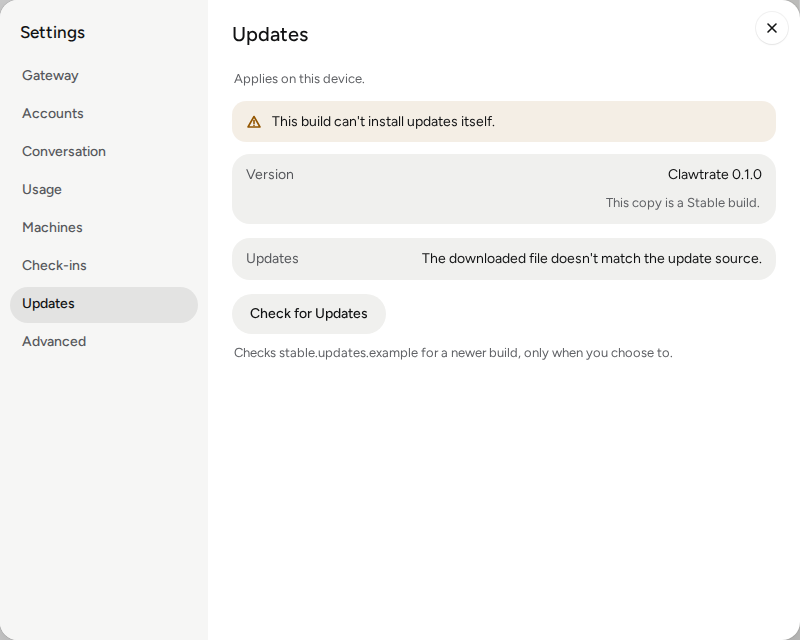 Settings
Gateway
Accounts
Conversation
Usage
Machines
Check-ins
Updates
Advanced
Updates
Applies on this device.
This build can't install updates itself.
Version
Clawtrate 0.1.0
This copy is a Stable build.
Updates
The downloaded file doesn't match the update source.
Check for Updates
Checks stable.updates.example for a newer build, only when you choose to.